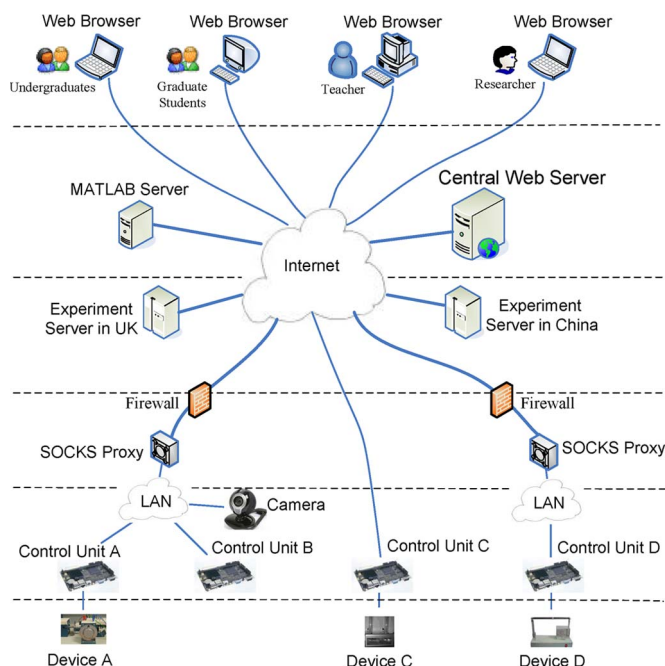 Web Browser
Web Browser
Web Browser
Web Browser
Undergraduates
Graduate
Students
Teacher
Researcher
MATLAB Server
Central Web Server
Internet
Experiment
Server in UK
Experiment
Server in China
Firewall
Firewall
SOCKS Proxy
SOCKS Proxy
LAN
Camera
LAN
Control Unit A
Control Unit B
Control Unit C
Control Unit D
Device A
Device C
Device D